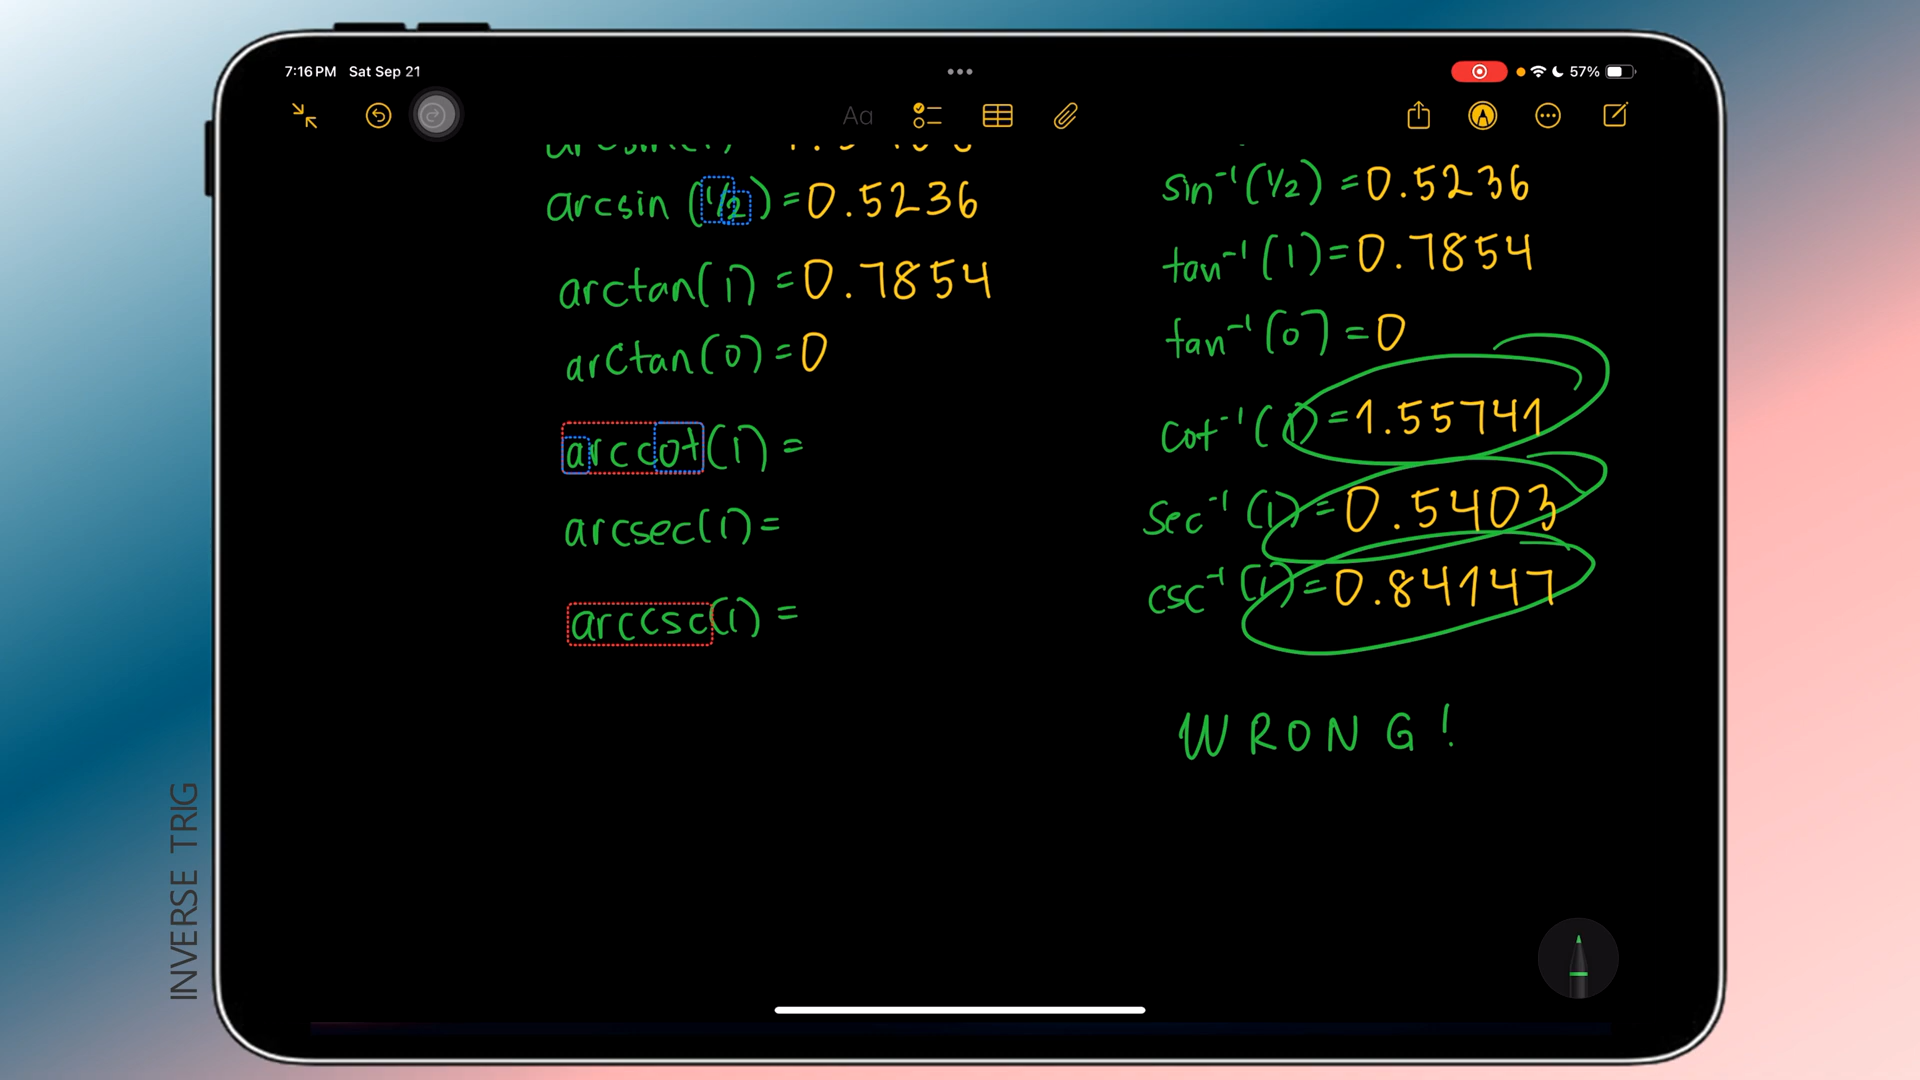 7:16 PM Sat Sep 21
57%
Aa
arcsin (1/2) = 0.5236
arctan(1) = 0.7854
arctan(0) = 0
arccot(1) =
arcsec(1) =
arccsc(1) =
sin⁻¹(1/2) = 0.5236
tan⁻¹(1) = 0.7854
tan⁻¹(0) = 0
cot⁻¹(1) = 1.55741
sec⁻¹(1) = 0.5403
csc⁻¹(1) = 0.84147
WRONG!
INVERSE TRIG